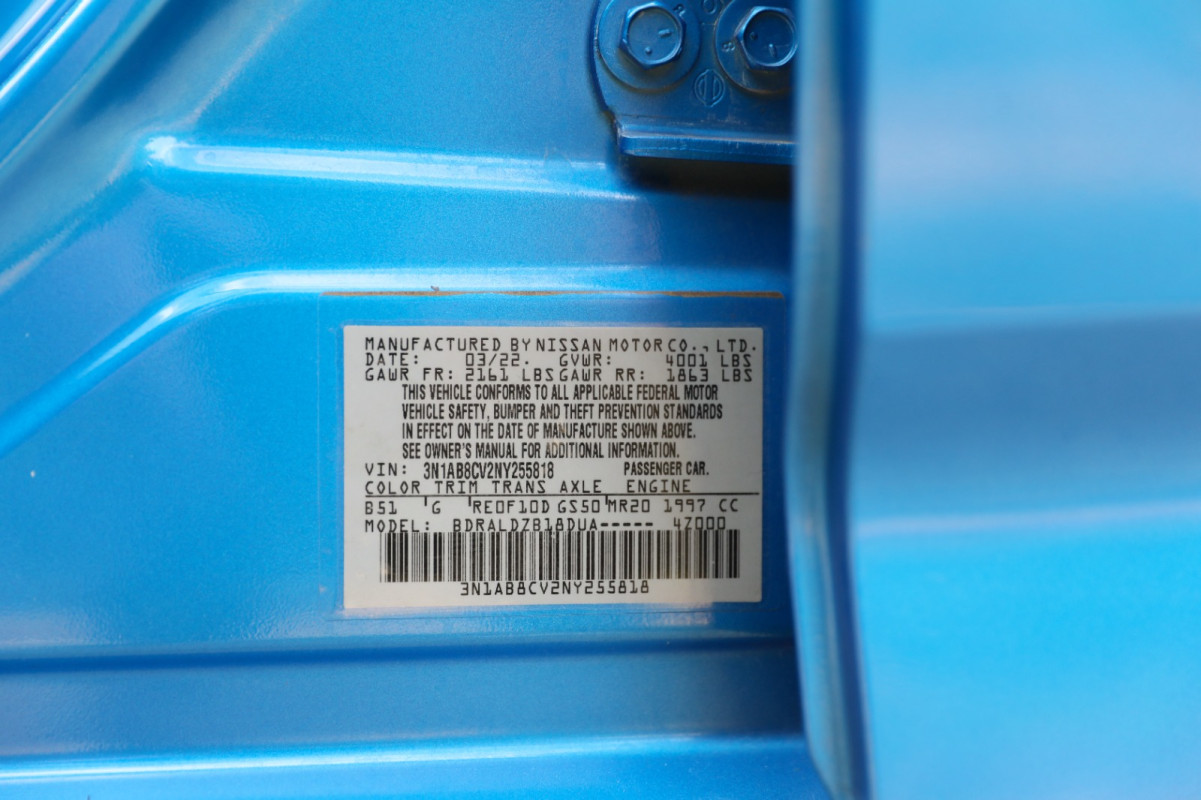 MANUFACTURED BY NISSAN MOTOR CO., LTD.
DATE: 03/22. GVWR: 4001 LBS
GAWR FR: 2161 LBS GAWR RR: 1863 LBS
THIS VEHICLE CONFORMS TO ALL APPLICABLE FEDERAL MOTOR
VEHICLE SAFETY, BUMPER AND THEFT PREVENTION STANDARDS
IN EFFECT ON THE DATE OF MANUFACTURE SHOWN ABOVE.
SEE OWNER'S MANUAL FOR ADDITIONAL INFORMATION.
VIN: 3N1AB8CV2NY255818 PASSENGER CAR.
COLOR TRIM TRANS AXLE ENGINE
B51 G RE0F10D GS50 MR20 1997 CC
MODEL: BDRALDZB18DUA----- 4Z000
3N1AB8CV2NY255818